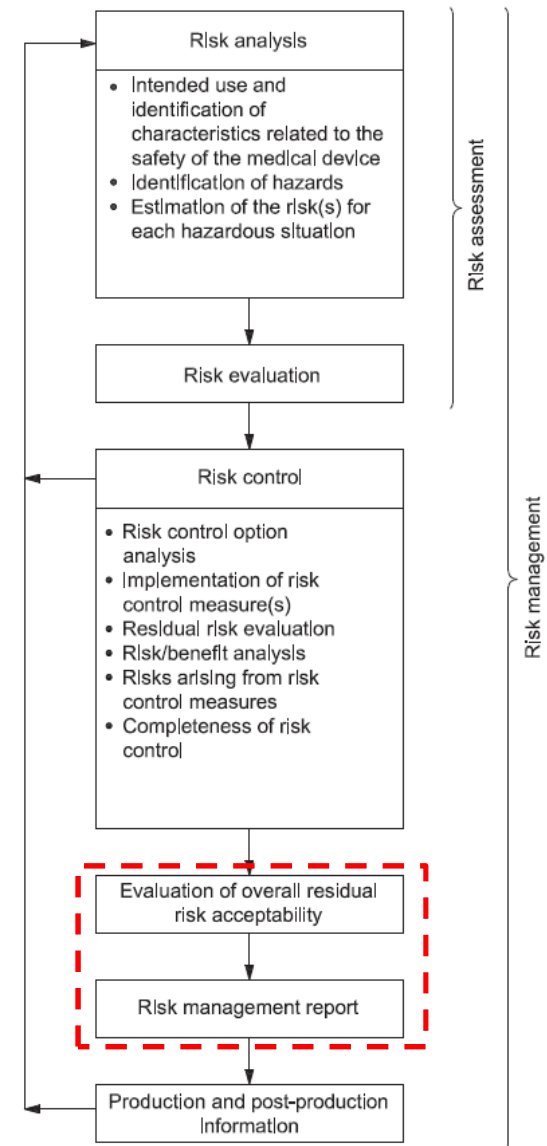 Risk analysis
• Intended use and
identification of
characteristics related to the
safety of the medical device
• Identification of hazards
• Estimation of the risk(s) for
each hazardous situation
Risk evaluation
Risk assessment
Risk control
• Risk control option
analysis
• Implementation of risk
control measure(s)
• Residual risk evaluation
• Risk/benefit analysis
• Risks arising from risk
control measures
• Completeness of risk
control
Risk management
Evaluation of overall residual
risk acceptability
Risk management report
Production and post-production
information